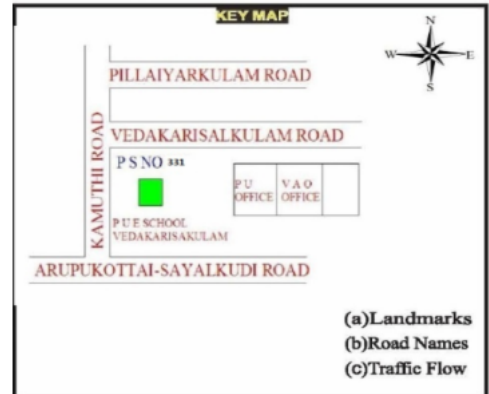 KEY MAP
N
W E
S
PILLAIYARKULAM ROAD
VEDAKARISALKULAM ROAD
KAMUTHI ROAD
P S NO 331
P U
OFFICE
V A O
OFFICE
P U E SCHOOL
VEDAKARISAKULAM
ARUPUKOTTAI-SAYALKUDI ROAD
(a)Landmarks
(b)Road Names
(c)Traffic Flow